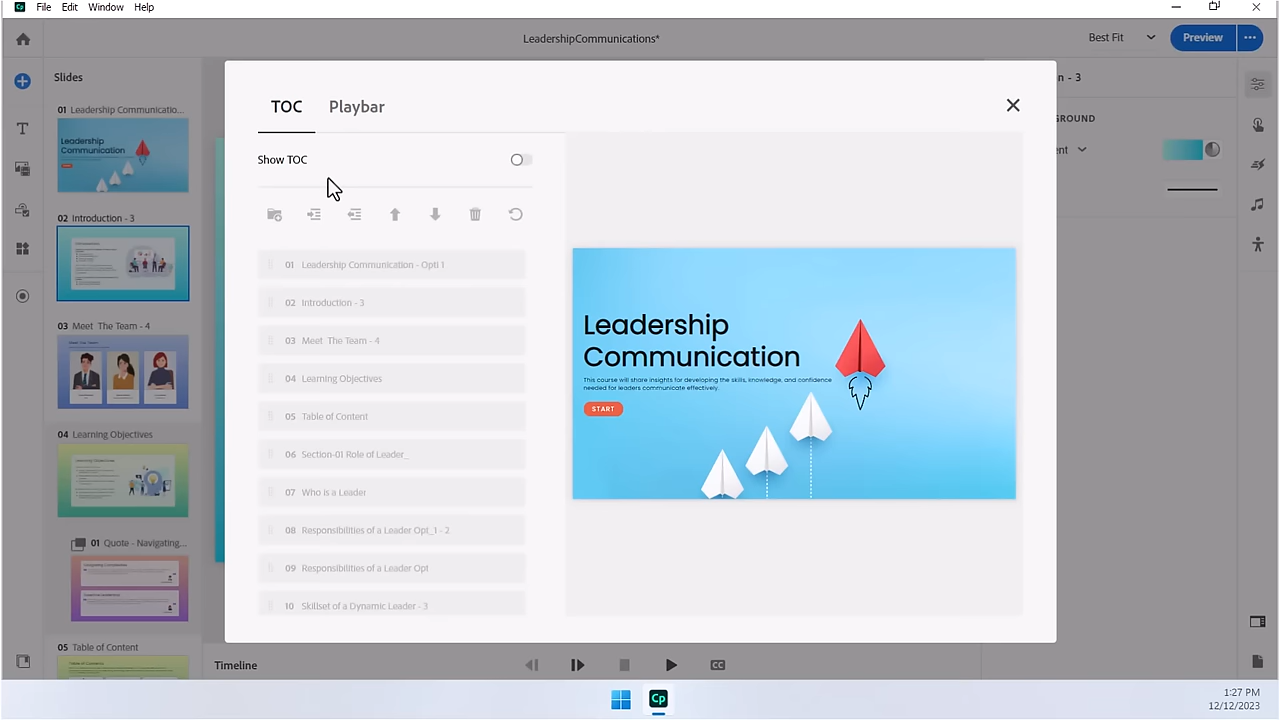 Cp File Edit Window Help
LeadershipCommunications*
Best Fit
Preview
Slides
01 Leadership Communicatio...
Leadership
Communication
02 Introduction - 3
03 Meet The Team - 4
04 Learning Objectives
01 Quote - Navigating...
05 Table of Content
TOC Playbar
Show TOC
01 Leadership Communication - Opti 1
02 Introduction - 3
03 Meet The Team - 4
04 Learning Objectives
05 Table of Content
06 Section-01 Role of Leader_
07 Who is a Leader
08 Responsibilities of a Leader Opt_1 - 2
09 Responsibilities of a Leader Opt
10 Skillset of a Dynamic Leader - 3
Leadership
Communication
This course will share insights for developing the skills, knowledge, and confidence
needed for leaders communicate effectively.
START
n - 3
GROUND
ent
Timeline
CC
Cp
1:27 PM
12/12/2023